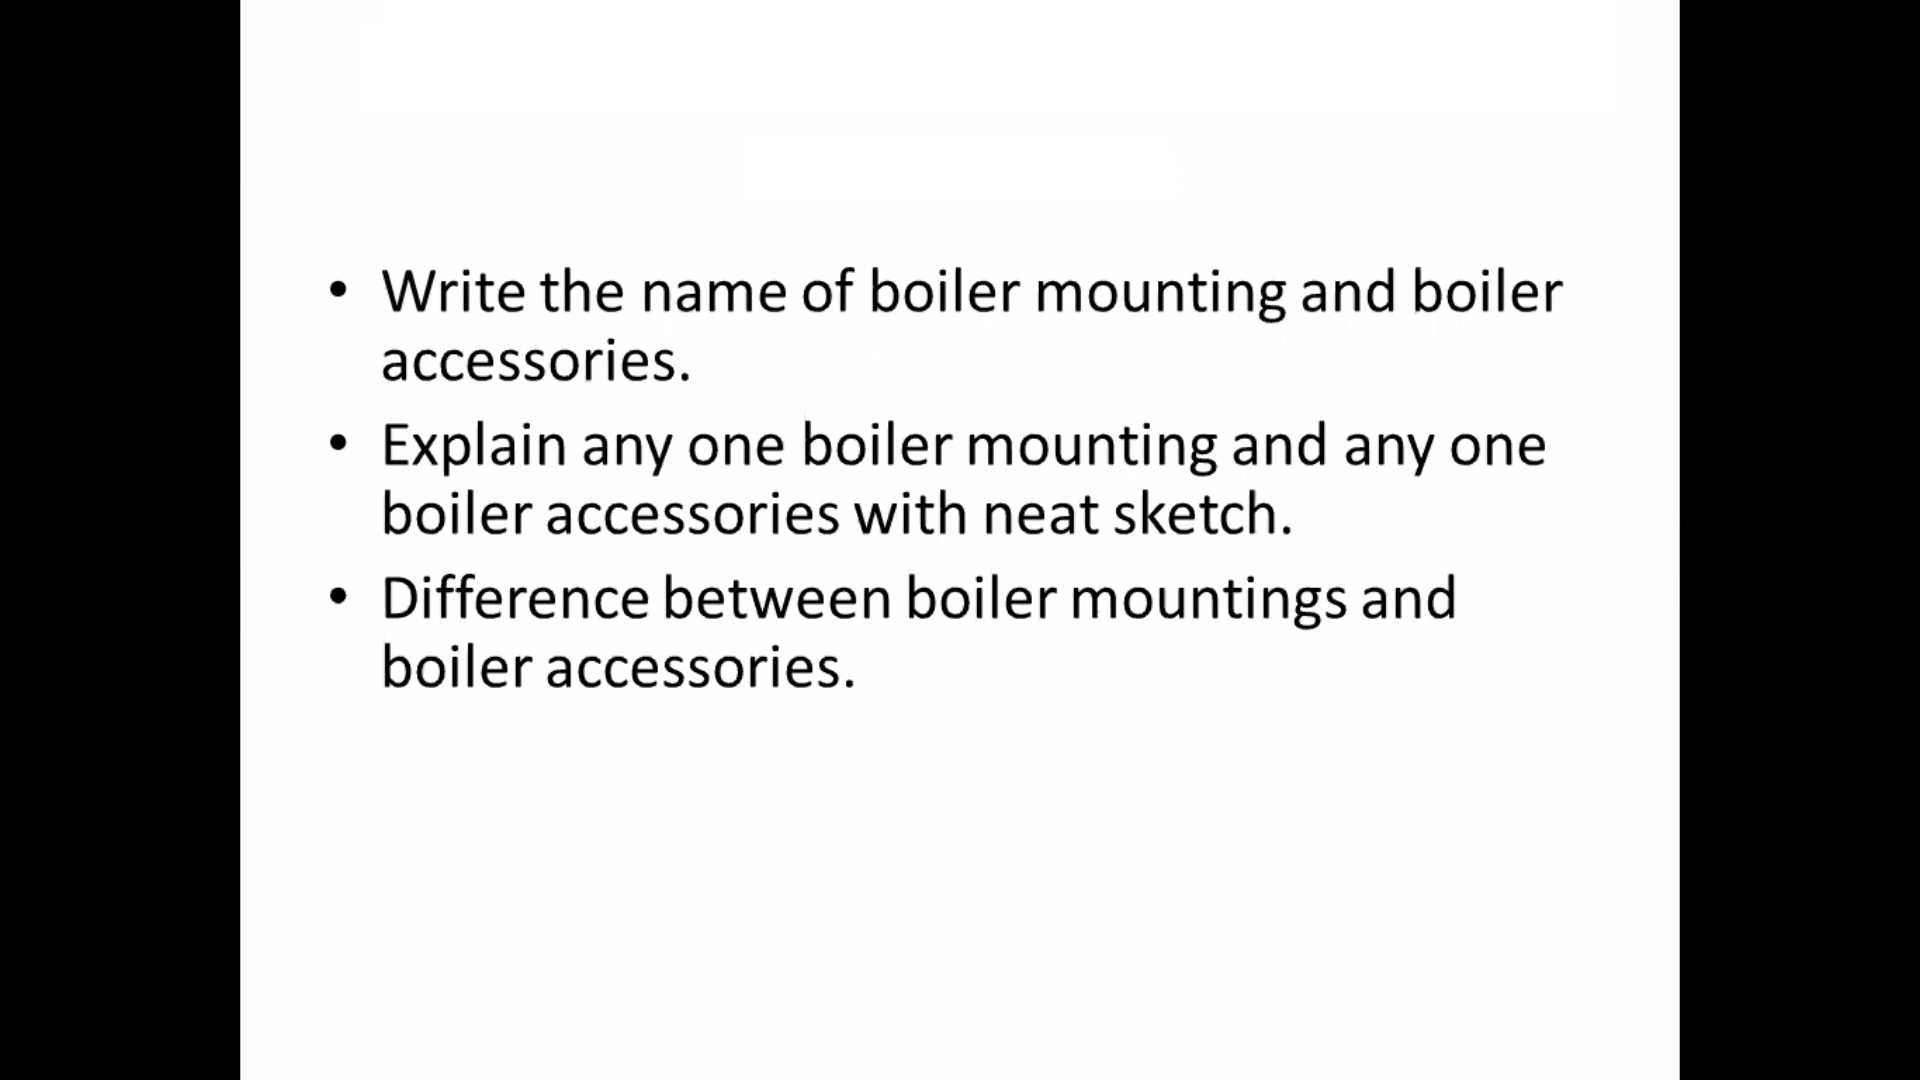 • Write the name of boiler mounting and boiler
accessories.
• Explain any one boiler mounting and any one
boiler accessories with neat sketch.
• Difference between boiler mountings and
boiler accessories.